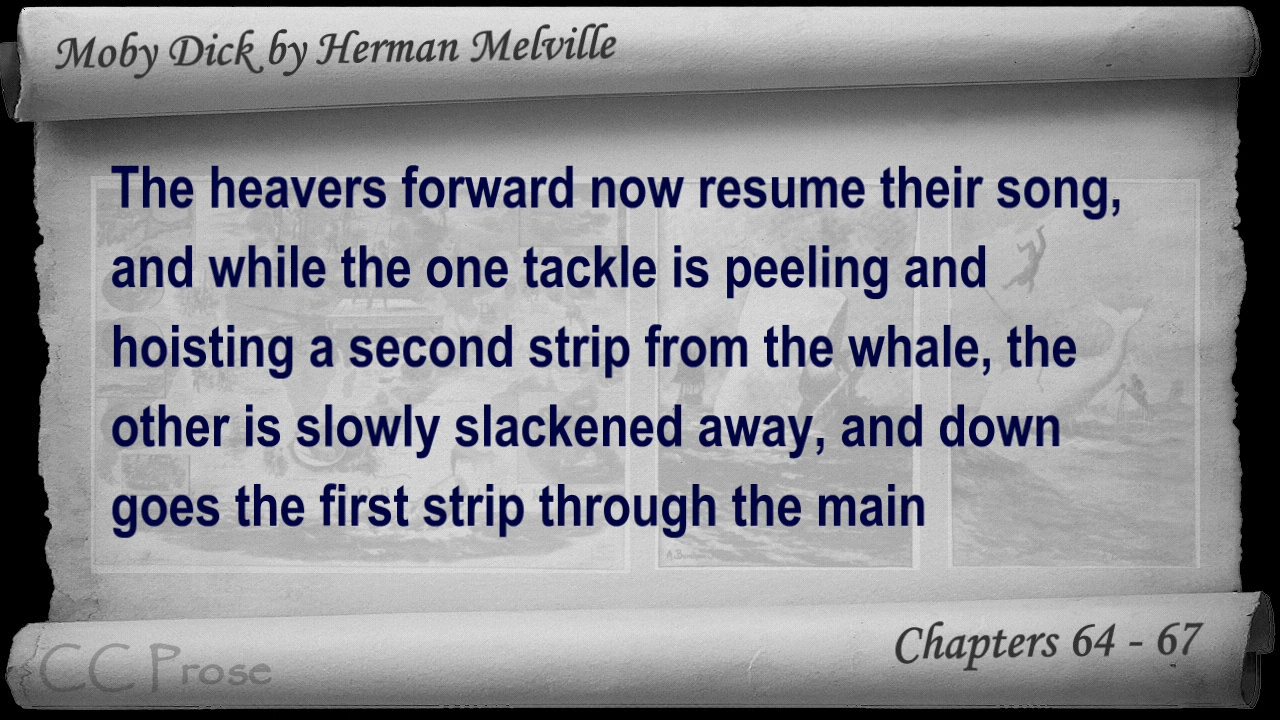 Moby Dick by Herman Melville
The heavers forward now resume their song,
and while the one tackle is peeling and
hoisting a second strip from the whale, the
other is slowly slackened away, and down
goes the first strip through the main
Chapters 64 - 67
CC Prose